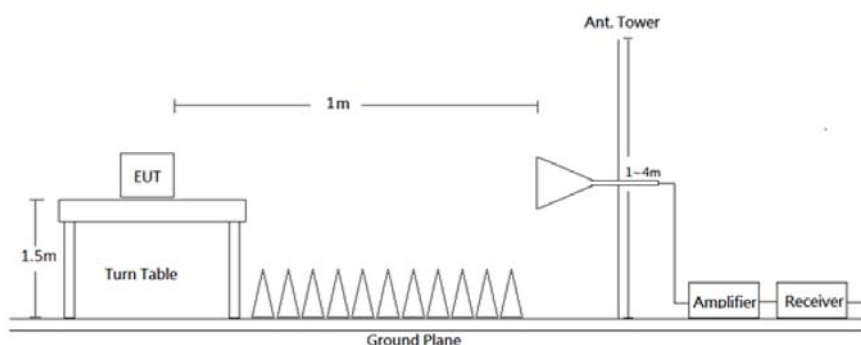 Ant. Tower
1m
EUT
1~4m
1.5m
Turn Table
Amplifier
Receiver
Ground Plane